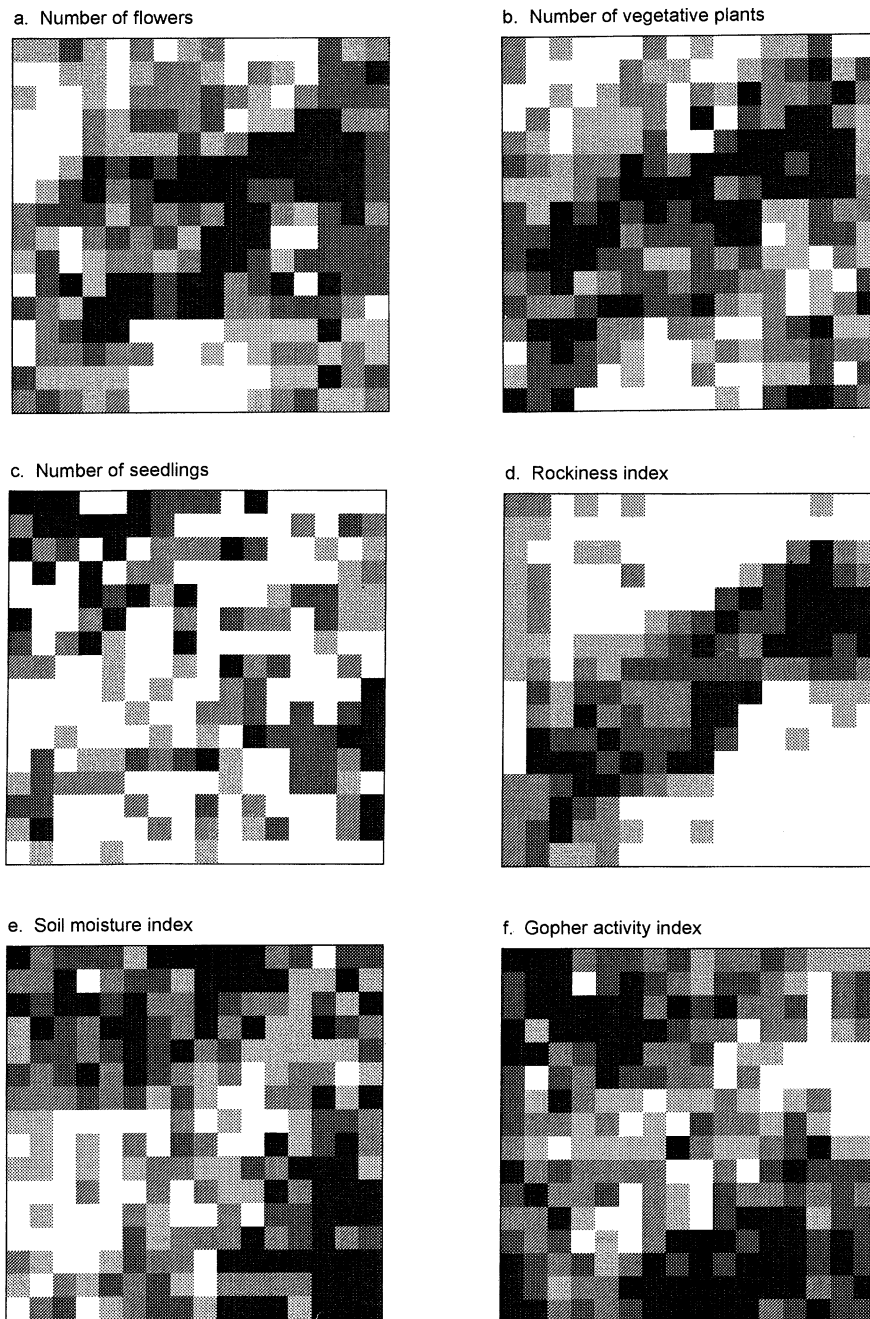 a. Number of flowers
b. Number of vegetative plants
c. Number of seedlings
d. Rockiness index
e. Soil moisture index
f. Gopher activity index